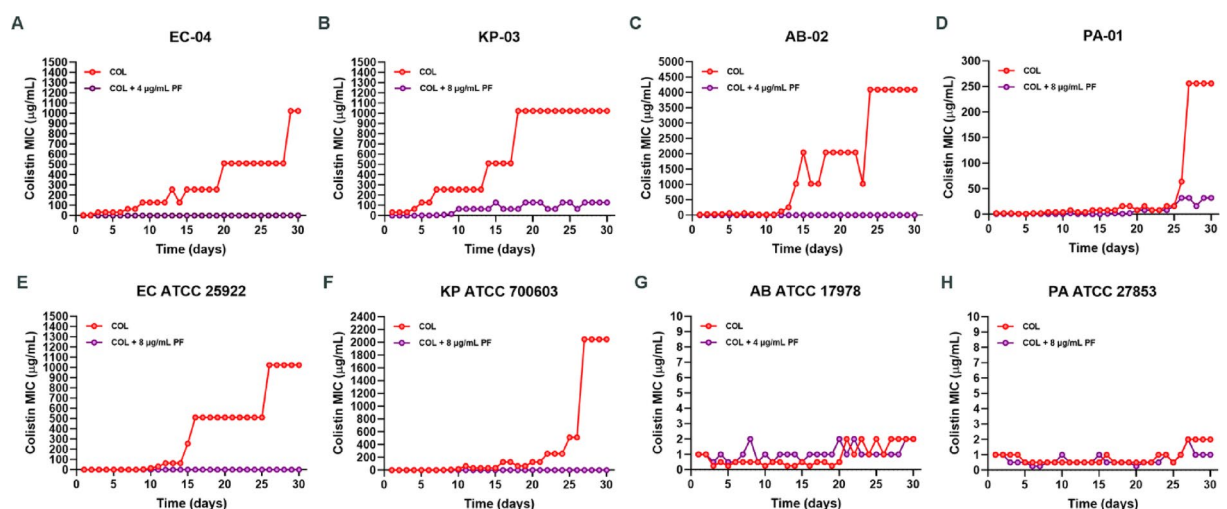 A
EC-04
Colistin MIC (µg/mL)
1500
1400
1300
1200
1100
1000
900
800
700
600
500
400
300
200
100
0
COL
COL + 4 µg/mL PF
0 5 10 15 20 25 30
Time (days)
B
KP-03
Colistin MIC (µg/mL)
1500
1400
1300
1200
1100
1000
900
800
700
600
500
400
300
200
100
0
COL
COL + 8 µg/mL PF
0 5 10 15 20 25 30
Time (days)
C
AB-02
Colistin MIC (µg/mL)
5000
4500
4000
3500
3000
2500
2000
1500
1000
500
0
COL
COL + 4 µg/mL PF
0 5 10 15 20 25 30
Time (days)
D
PA-01
Colistin MIC (µg/mL)
300
250
200
150
100
50
0
COL
COL + 8 µg/mL PF
0 5 10 15 20 25 30
Time (days)
E
EC ATCC 25922
Colistin MIC (µg/mL)
1500
1400
1300
1200
1100
1000
900
800
700
600
500
400
300
200
100
0
COL
COL + 8 µg/mL PF
0 5 10 15 20 25 30
Time (days)
F
KP ATCC 700603
Colistin MIC (µg/mL)
2400
2200
2000
1800
1600
1400
1200
1000
800
600
400
200
0
COL
COL + 8 µg/mL PF
0 5 10 15 20 25 30
Time (days)
G
AB ATCC 17978
Colistin MIC (µg/mL)
10
9
8
7
6
5
4
3
2
1
0
COL
COL + 4 µg/mL PF
0 5 10 15 20 25 30
Time (days)
H
PA ATCC 27853
Colistin MIC (µg/mL)
10
9
8
7
6
5
4
3
2
1
0
COL
COL + 8 µg/mL PF
0 5 10 15 20 25 30
Time (days)